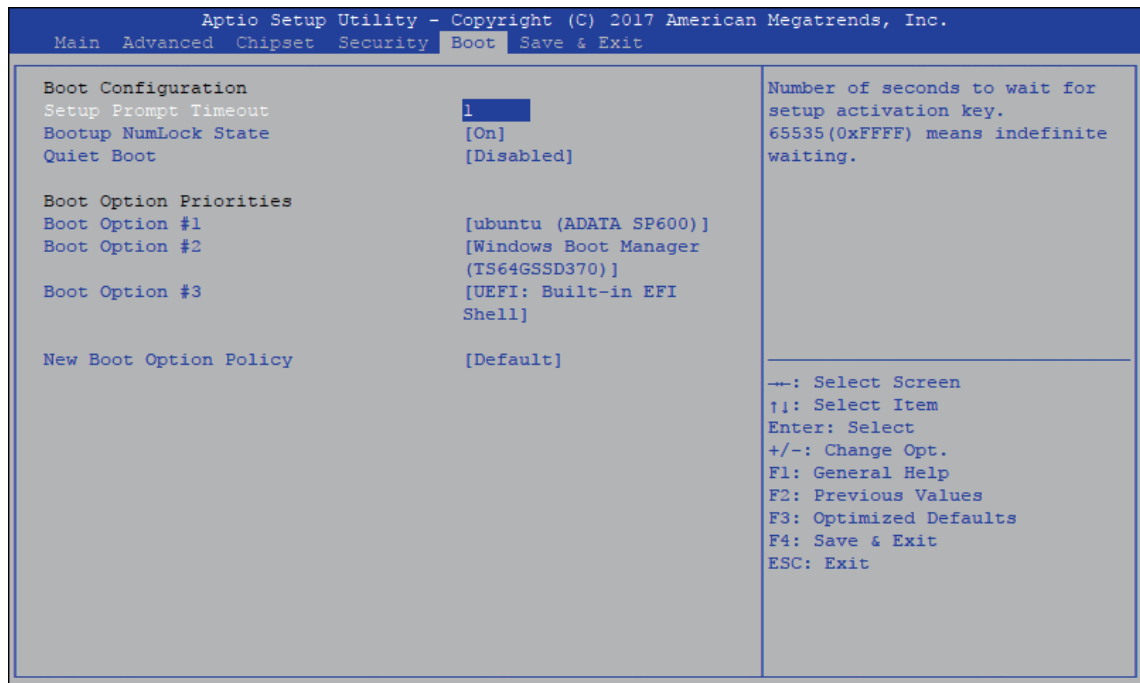 Aptio Setup Utility - Copyright (C) 2017 American Megatrends, Inc.
Main Advanced Chipset Security Boot Save & Exit
Boot Configuration
Setup Prompt Timeout 1
Bootup NumLock State [On]
Quiet Boot [Disabled]
Boot Option Priorities
Boot Option #1 [ubuntu (ADATA SP600)]
Boot Option #2 [Windows Boot Manager
(TS64GSSD370)]
Boot Option #3 [UEFI: Built-in EFI
Shell]
New Boot Option Policy [Default]
Number of seconds to wait for
setup activation key.
65535(0xFFFF) means indefinite
waiting.
→←: Select Screen
↑↓: Select Item
Enter: Select
+/-: Change Opt.
F1: General Help
F2: Previous Values
F3: Optimized Defaults
F4: Save & Exit
ESC: Exit